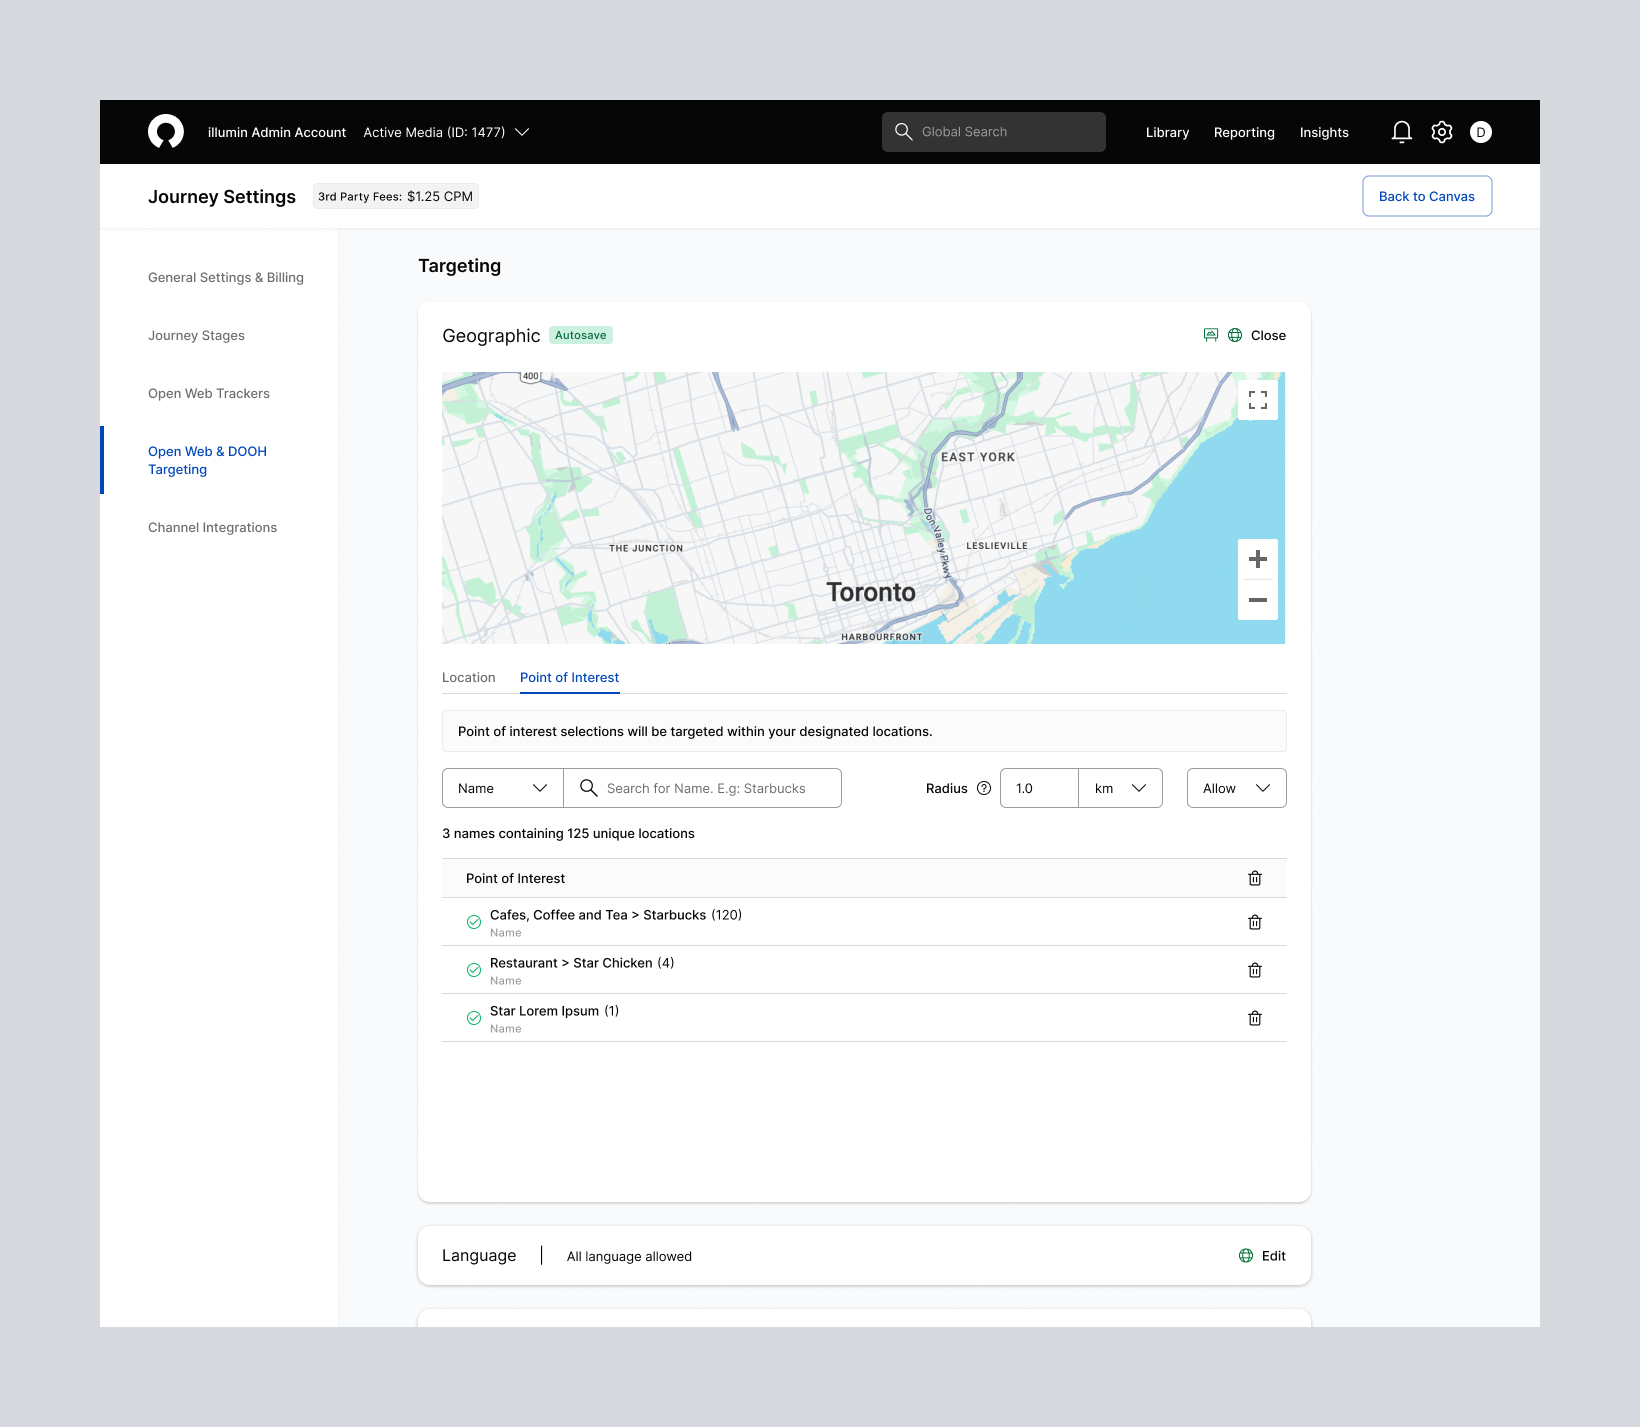 illumin Admin Account
Active Media (ID: 1477)
Global Search
Library
Reporting
Insights
D
Journey Settings
3rd Party Fees: $1.25 CPM
Back to Canvas
General Settings & Billing
Journey Stages
Open Web Trackers
Open Web & DOOH
Targeting
Channel Integrations
Targeting
Geographic
Autosave
Close
400
EAST YORK
Don Valley Pkwy
THE JUNCTION
LESLIEVILLE
Toronto
HARBOURFRONT
Location
Point of Interest
Point of interest selections will be targeted within your designated locations.
Name
Search for Name. E.g: Starbucks
Radius
1.0
km
Allow
3 names containing 125 unique locations
Point of Interest
Cafes, Coffee and Tea > Starbucks (120)
Name
Restaurant > Star Chicken (4)
Name
Star Lorem Ipsum (1)
Name
Language
All language allowed
Edit